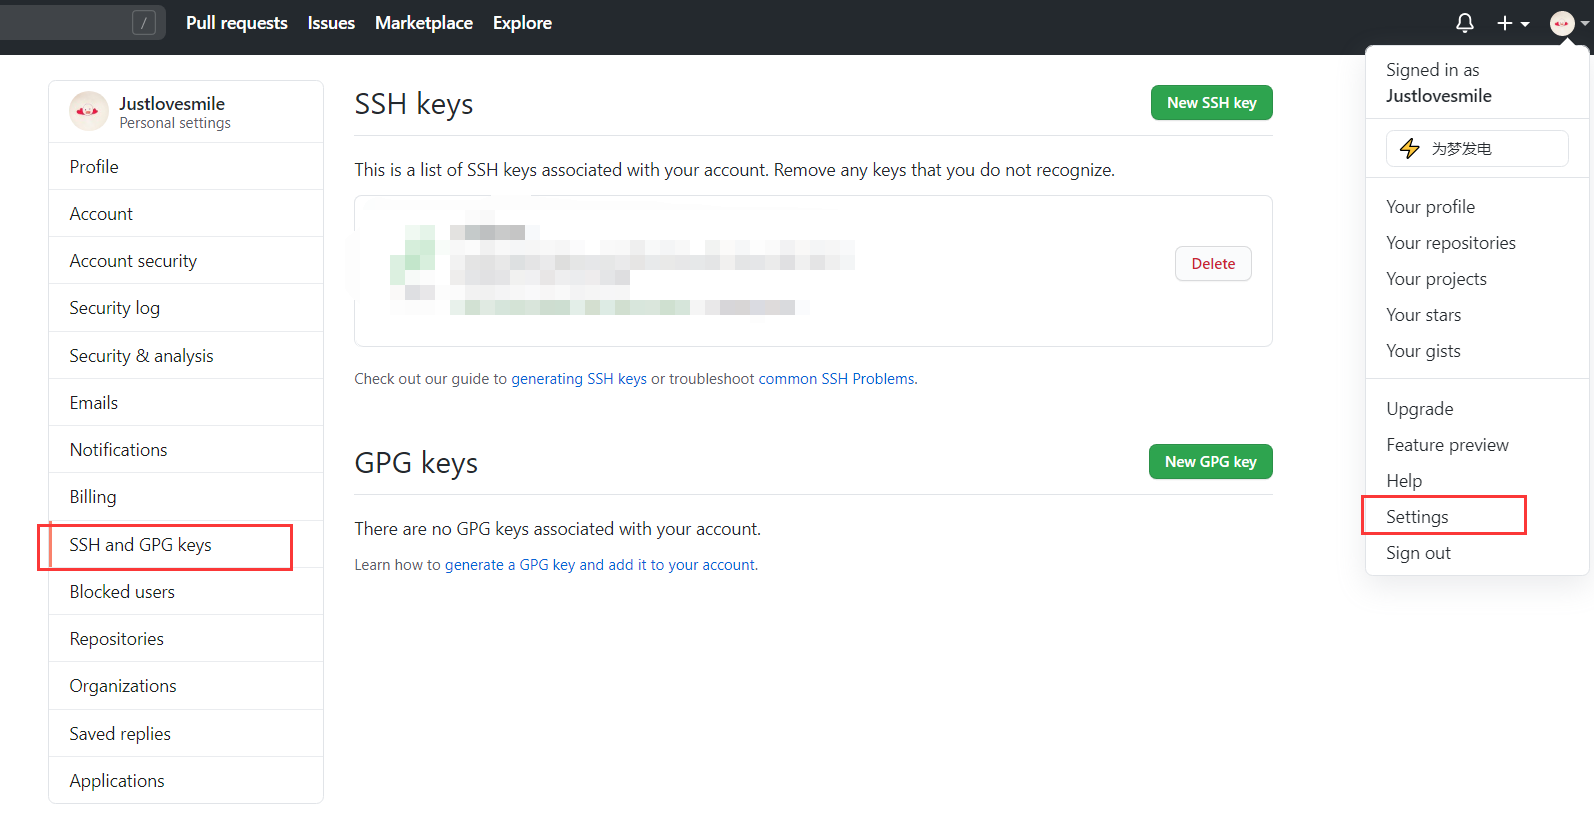 / Pull requests Issues Marketplace Explore
Justlovesmile
Personal settings
Profile
Account
Account security
Security log
Security & analysis
Emails
Notifications
Billing
SSH and GPG keys
Blocked users
Repositories
Organizations
Saved replies
Applications
SSH keys
New SSH key
This is a list of SSH keys associated with your account. Remove any keys that you do not recognize.
Delete
Check out our guide to generating SSH keys or troubleshoot common SSH Problems.
GPG keys
New GPG key
There are no GPG keys associated with your account.
Learn how to generate a GPG key and add it to your account.
Signed in as
Justlovesmile
为梦发电
Your profile
Your repositories
Your projects
Your stars
Your gists
Upgrade
Feature preview
Help
Settings
Sign out